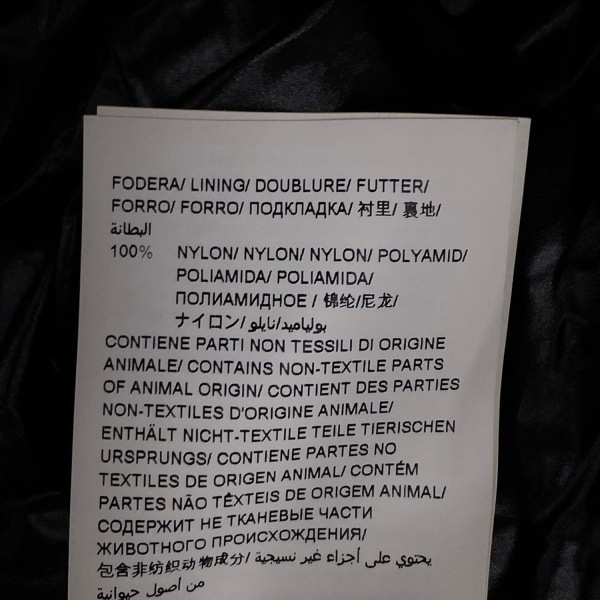 FODERA/ LINING/ DOUBLURE/ FUTTER/
FORRO/ FORRO/ ПОДКЛАДКА/ 衬里/ 裏地/
البطانة
100% NYLON/ NYLON/ NYLON/ POLYAMID/
POLIAMIDA/ POLIAMIDA/
ПОЛИАМИДНОЕ / 锦纶/尼龙/
ナイロン/ بولياميد/نايلو
CONTIENE PARTI NON TESSILI DI ORIGINE
ANIMALE/ CONTAINS NON-TEXTILE PARTS
OF ANIMAL ORIGIN/ CONTIENT DES PARTIES
NON-TEXTILES D'ORIGINE ANIMALE/
ENTHÄLT NICHT-TEXTILE TEILE TIERISCHEN
URSPRUNGS/ CONTIENE PARTES NO
TEXTILES DE ORIGEN ANIMAL/ CONTÉM
PARTES NÃO TÊXTEIS DE ORIGEM ANIMAL/
СОДЕРЖИТ НЕ ТКАНЕВЫЕ ЧАСТИ
ЖИВОТНОГО ПРОИСХОЖДЕНИЯ/
包含非纺织动物成分/ يحتوي على أجزاء غير نسيجية
من أصول حيوانية